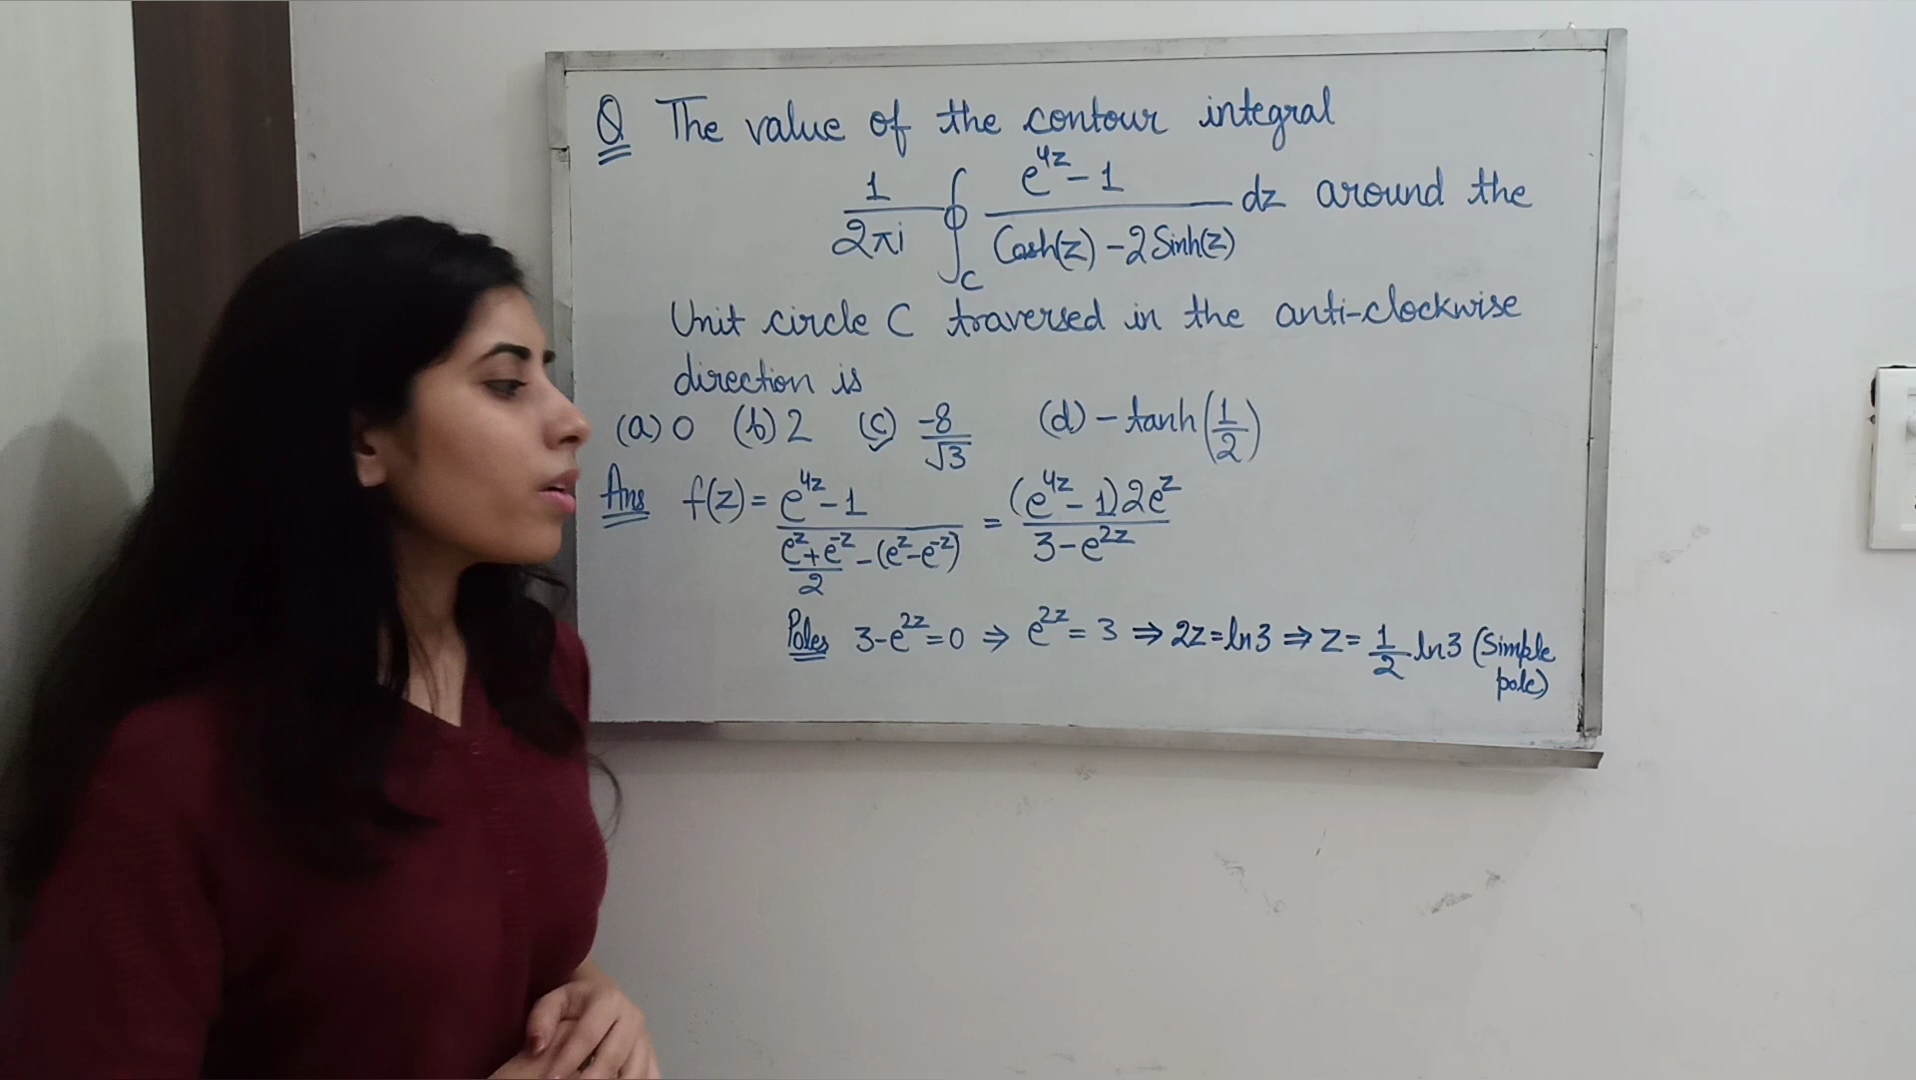 Q The value of the contour integral
1/2πi ∮_C (e^{4z} - 1)/(Cosh(z) - 2 Sinh(z)) dz around the
Unit circle C traversed in the anti-clockwise
direction is
(a) 0 (b) 2 (c) -8/√3 (d) - tanh(1/2)
Ans f(z) = (e^{4z} - 1)/((e^z + e^{-z})/2 - (e^z - e^{-z})) = (e^{4z} - 1) 2e^z/(3 - e^{2z})
Poles 3 - e^{2z} = 0 ⇒ e^{2z} = 3 ⇒ 2z = ln3 ⇒ z = 1/2 ln3 (Simple
pole)